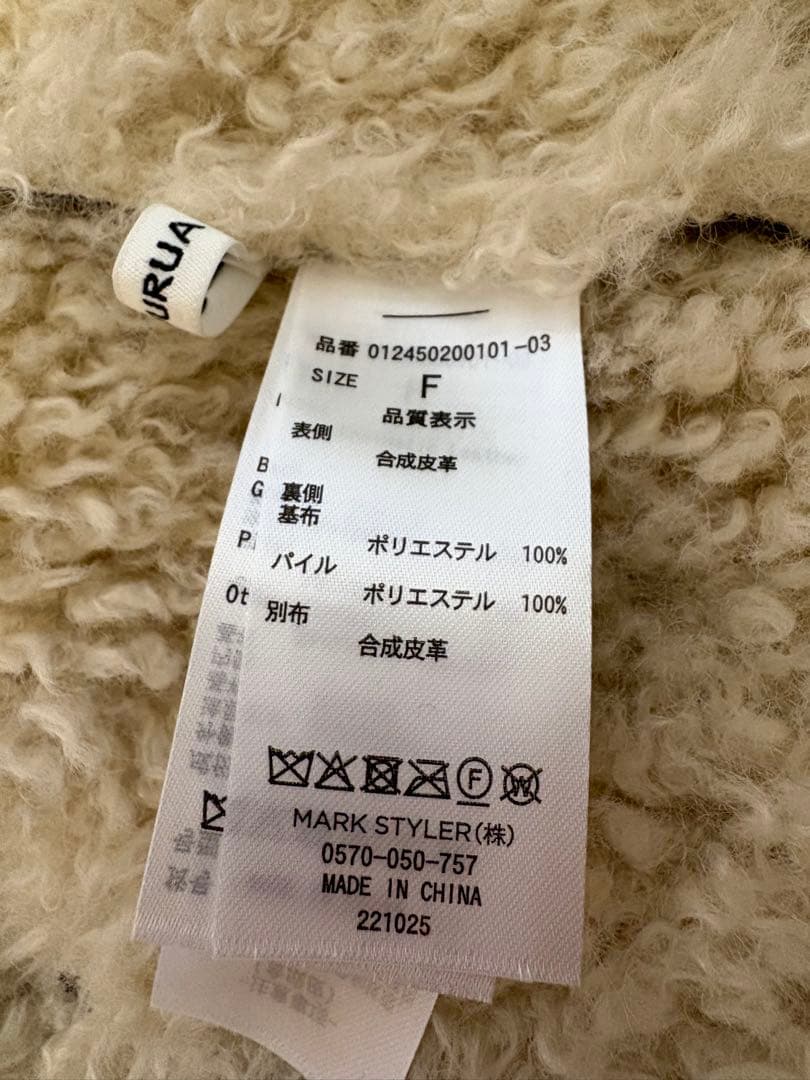 URUA
品番 012450200101-03
SIZE F
品質表示
表側
合成皮革
裏側
基布
ポリエステル 100%
パイル
ポリエステル 100%
別布
合成皮革
B
G
P
Ot
F
W
MARK STYLER(株)
0570-050-757
MADE IN CHINA
221025